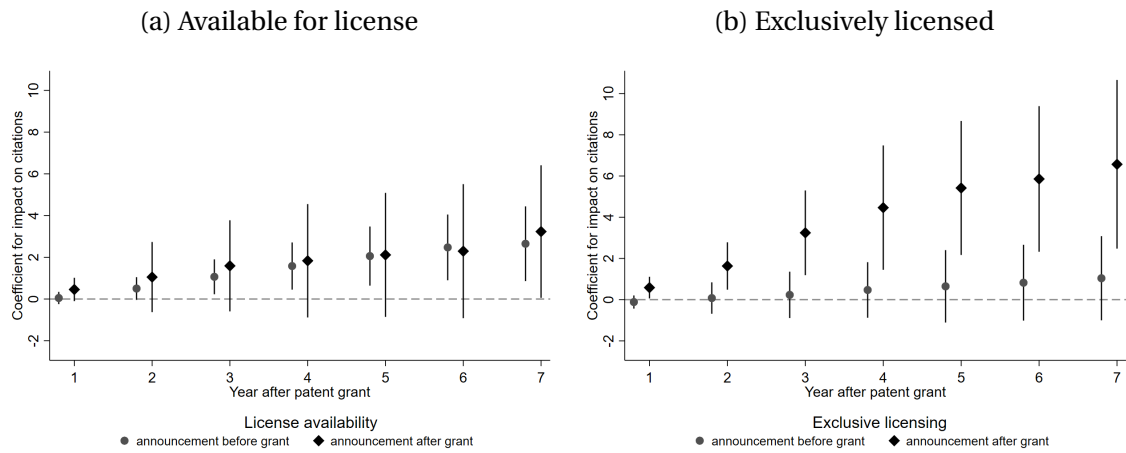 (a) Available for license
Coefficient for impact on citations
10
8
6
4
2
0
-2
1 2 3 4 5 6 7
Year after patent grant
License availability
announcement before grant announcement after grant
(b) Exclusively licensed
Coefficient for impact on citations
10
8
6
4
2
0
-2
1 2 3 4 5 6 7
Year after patent grant
Exclusive licensing
announcement before grant announcement after grant